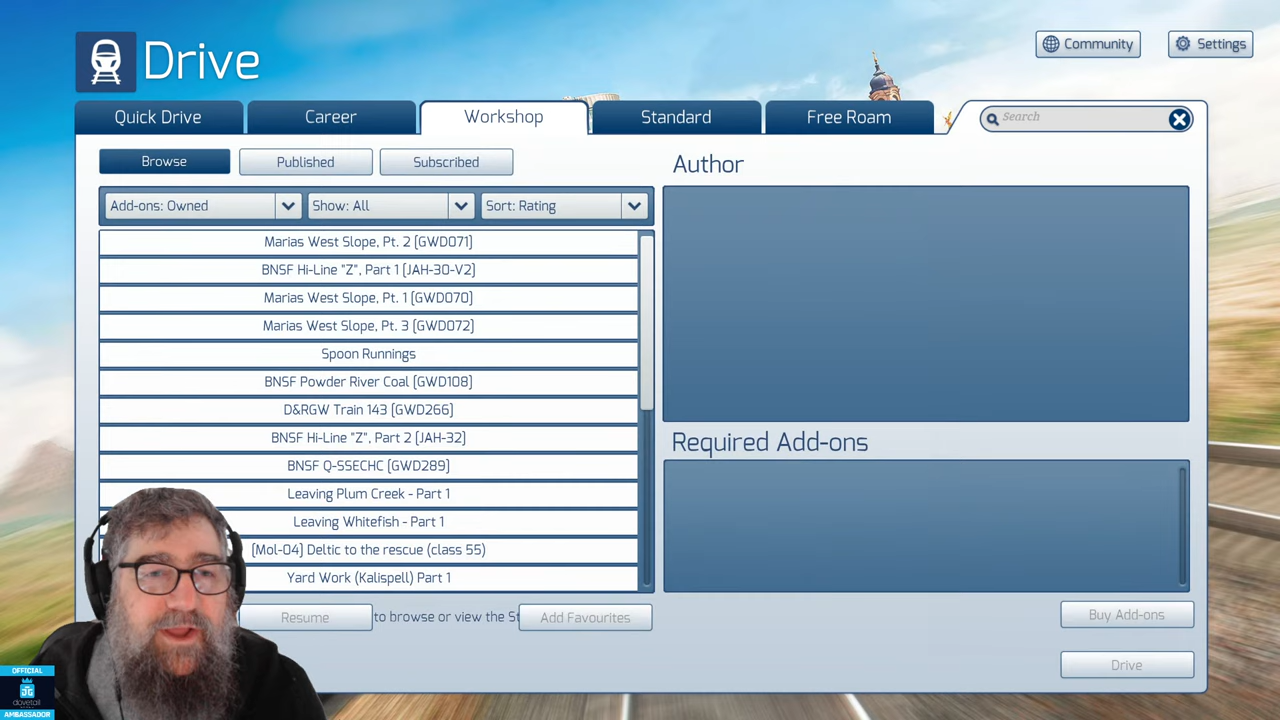 Drive
Community
Settings
Quick Drive
Career
Workshop
Standard
Free Roam
Search
Browse
Published
Subscribed
Author
Add-ons: Owned
Show: All
Sort: Rating
Marias West Slope, Pt. 2 [GWD071]
BNSF Hi-Line "Z", Part 1 [JAH-30-V2]
Marias West Slope, Pt. 1 [GWD070]
Marias West Slope, Pt. 3 [GWD072]
Spoon Runnings
BNSF Powder River Coal [GWD108]
D&RGW Train 143 [GWD266]
BNSF Hi-Line "Z", Part 2 [JAH-32]
BNSF Q-SSECHC [GWD289]
Leaving Plum Creek - Part 1
Leaving Whitefish - Part 1
[Mol-04] Deltic to the rescue (class 55)
Yard Work (Kalispell) Part 1
Required Add-ons
Resume
to browse or view the St
Add Favourites
Buy Add-ons
Drive
OFFICIAL
dovetail
AMBASSADOR